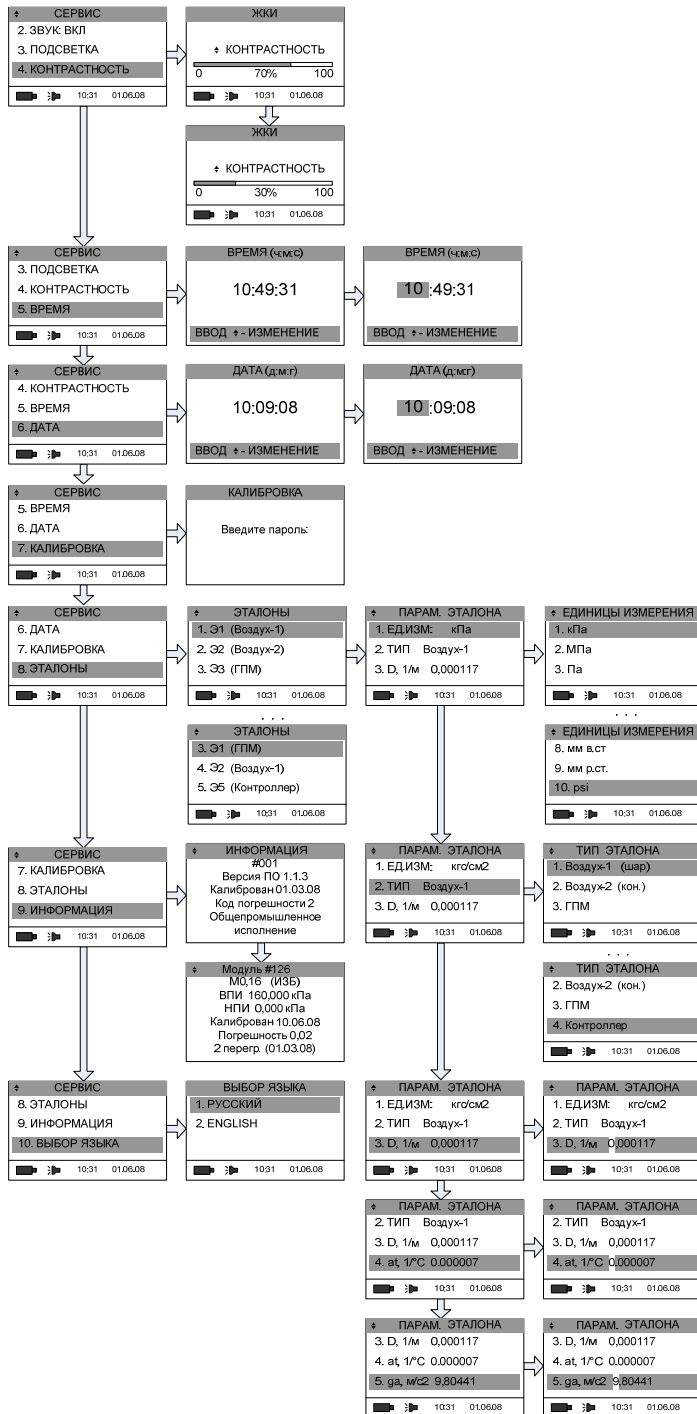 СЕРВИС
2. ЗВУК: ВКЛ
3. ПОДСВЕТКА
4. КОНТРАСТНОСТЬ
10:31 01.06.08
ЖКИ
КОНТРАСТНОСТЬ
0 70% 100
10:31 01.06.08
ЖКИ
КОНТРАСТНОСТЬ
0 30% 100
10:31 01.06.08
СЕРВИС
3. ПОДСВЕТКА
4. КОНТРАСТНОСТЬ
5. ВРЕМЯ
10:31 01.06.08
ВРЕМЯ (ч:м:с)
10:49:31
ВВОД - ИЗМЕНЕНИЕ
ВРЕМЯ (ч:м:с)
10 :49:31
ВВОД - ИЗМЕНЕНИЕ
СЕРВИС
4. КОНТРАСТНОСТЬ
5. ВРЕМЯ
6. ДАТА
10:31 01.06.08
ДАТА (д:м:г)
10:09:08
ВВОД - ИЗМЕНЕНИЕ
ДАТА (д:м:г)
10 :09:08
ВВОД - ИЗМЕНЕНИЕ
СЕРВИС
5. ВРЕМЯ
6. ДАТА
7. КАЛИБРОВКА
10:31 01.06.08
КАЛИБРОВКА
Введите пароль:
СЕРВИС
6. ДАТА
7. КАЛИБРОВКА
8. ЭТАЛОНЫ
10:31 01.06.08
ЭТАЛОНЫ
1. Э1 (Воздух-1)
2. Э2 (Воздух-2)
3. Э3 (ГПМ)
10:31 01.06.08
ПАРАМ. ЭТАЛОНА
1. ЕД.ИЗМ: кПа
2. ТИП Воздух-1
3. D, 1/м 0,000117
10:31 01.06.08
ЕДИНИЦЫ ИЗМЕРЕНИЯ
1. кПа
2. МПа
3. Па
10:31 01.06.08
. . .
ЭТАЛОНЫ
3. Э1 (ГПМ)
4. Э2 (Воздух-1)
5. Э5 (Контроллер)
10:31 01.06.08
. . .
ЕДИНИЦЫ ИЗМЕРЕНИЯ
8. мм в.ст
9. мм р.ст.
10. psi
10:31 01.06.08
СЕРВИС
7. КАЛИБРОВКА
8. ЭТАЛОНЫ
9. ИНФОРМАЦИЯ
10:31 01.06.08
ИНФОРМАЦИЯ
#001
Версия ПО 1.1.3
Калиброван 01.03.08
Код погрешности 2
Общепромышленное
исполнение
ПАРАМ. ЭТАЛОНА
1. ЕД.ИЗМ: кгс/см2
2. ТИП Воздух-1
3. D, 1/м 0,000117
10:31 01.06.08
ТИП ЭТАЛОНА
1. Воздух-1 (шар)
2. Воздух-2 (кон.)
3. ГПМ
10:31 01.06.08
Модуль #126
М0,16 (ИЗБ)
ВПИ 160,000 кПа
НПИ 0,000 кПа
Калиброван 10.06.08
Погрешность 0,02
2 перегр. (01.03.08)
. . .
ТИП ЭТАЛОНА
2. Воздух-2 (кон.)
3. ГПМ
4. Контроллер
10:31 01.06.08
СЕРВИС
8. ЭТАЛОНЫ
9. ИНФОРМАЦИЯ
10. ВЫБОР ЯЗЫКА
10:31 01.06.08
ВЫБОР ЯЗЫКА
1. РУССКИЙ
2. ENGLISH
10:31 01.06.08
ПАРАМ. ЭТАЛОНА
1. ЕД.ИЗМ: кгс/см2
2. ТИП Воздух-1
3. D, 1/м 0,000117
10:31 01.06.08
ПАРАМ. ЭТАЛОНА
1. ЕД.ИЗМ: кгс/см2
2. ТИП Воздух-1
3. D, 1/м 0,000117
10:31 01.06.08
ПАРАМ. ЭТАЛОНА
2. ТИП Воздух-1
3. D, 1/м 0,000117
4. at, 1/°C 0.000007
10:31 01.06.08
ПАРАМ. ЭТАЛОНА
2. ТИП Воздух-1
3. D, 1/м 0,000117
4. at, 1/°C 0.000007
10:31 01.06.08
ПАРАМ. ЭТАЛОНА
3. D, 1/м 0,000117
4. at, 1/°C 0.000007
5. ga, м/с2 9,80441
10:31 01.06.08
ПАРАМ. ЭТАЛОНА
3. D, 1/м 0,000117
4. at, 1/°C 0.000007
5. ga, м/с2 9,80441
10:31 01.06.08